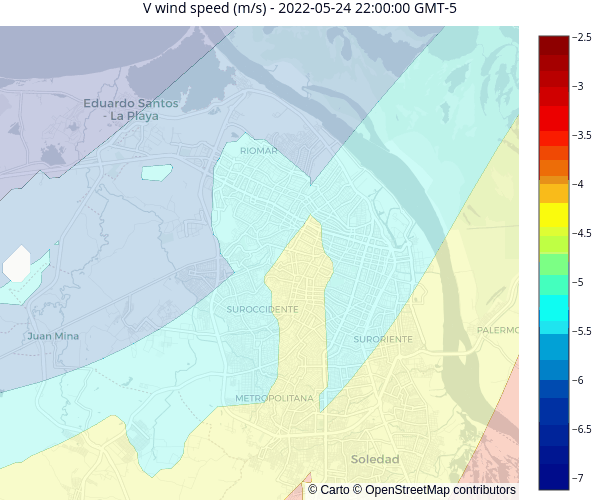 V wind speed (m/s) - 2022-05-24 22:00:00 GMT-5
Eduardo Santos
- La Playa
RIOMAR
SUROCCIDENTE
Juan Mina
SURORIENTE
PALERMO
METROPOLITANA
Soledad
© Carto © OpenStreetMap contributors
−2.5
−3
−3.5
−4
−4.5
−5
−5.5
−6
−6.5
−7